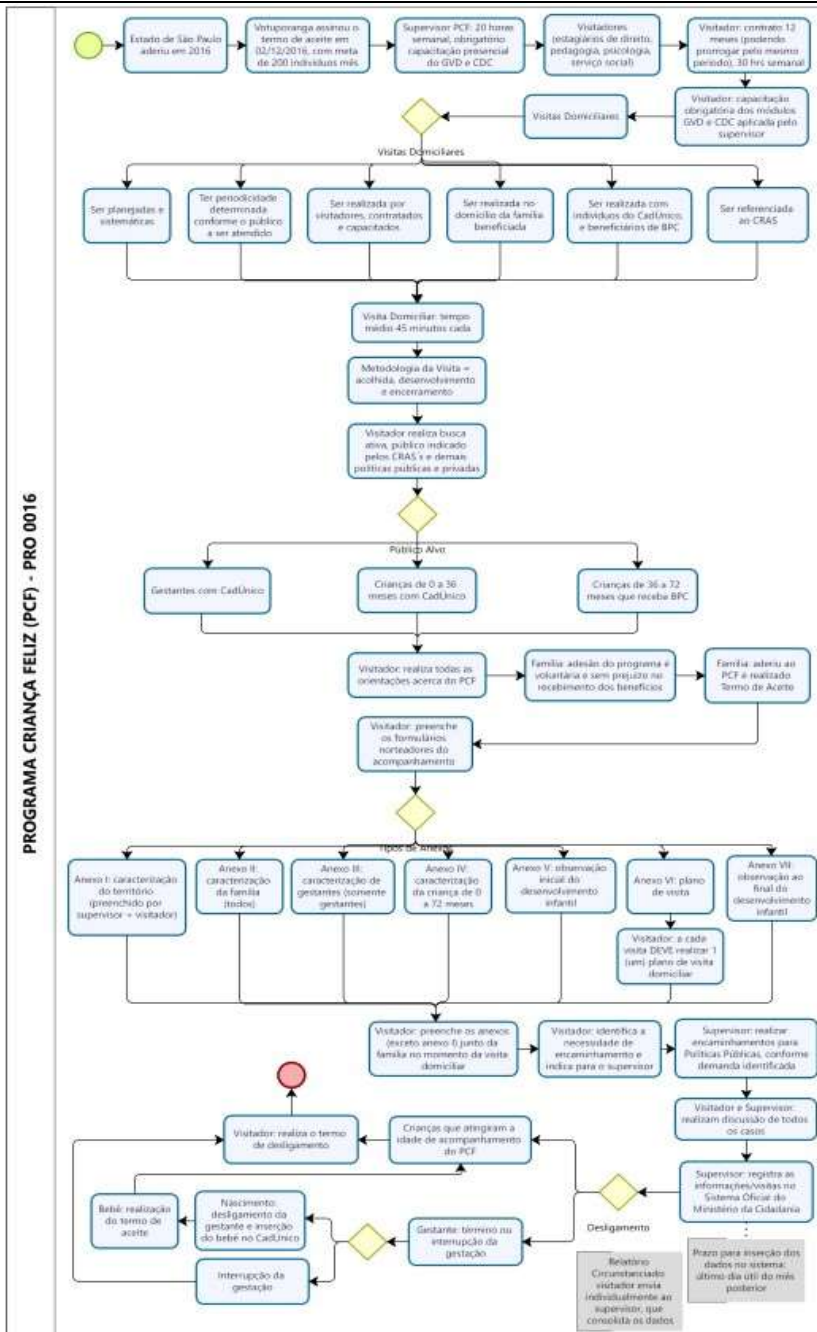 PROGRAMA CRIANÇA FELIZ (PCF) - PRO 0016
Estado de São Paulo
aderiu em 2016
Votuporanga assinou o
termo de aceite em
02/12/2016, com meta
de 200 indivíduos mês
Supervisor PCF: 20 horas
semanal, obrigatório
capacitação presencial
do GVD e CDC
Visitadores
(estagiários de direito,
pedagogia, psicologia,
serviço social)
Visitador: contrato 12
meses (podendo
prorrogar pelo mesmo
período), 30 hrs semanal
Visitador: capacitação
obrigatória dos módulos
GVD e CDC aplicada pelo
supervisor
Visitas Domiciliares
Visitas Domiciliares
Ser planejadas e
sistemáticas
Ter periodicidade
determinada
conforme o público
a ser atendido
Ser realizada por
visitadores, contratados
e capacitados
Ser realizada no
domicílio da família
beneficiada
Ser realizada com
indivíduos do CadÚnico,
e beneficiários de BPC
Ser referenciada
ao CRAS
Visita Domiciliar: tempo
médio 45 minutos cada
Metodologia da Visita =
acolhida, desenvolvimento
e encerramento
Visitador realiza busca
ativa, público indicado
pelos CRAS´s e demais
políticas públicas e privadas
Público Alvo
Gestantes com CadÚnico
Crianças de 0 a 36
meses com CadÚnico
Crianças de 36 a 72
meses que receba BPC
Visitador: realiza todas as
orientações acerca do PCF
Família: adesão do programa é
voluntária e sem prejuízo no
recebimento dos benefícios
Família: aderiu ao
PCF é realizado
Termo de Aceite
Visitador: preenche
os formulários
norteadores do
acompanhamento
Tipos de Anexos
Anexo I: caracterização
do território
(preenchido por
supervisor + visitador)
Anexo II:
caracterização
da família
(todos)
Anexo III:
caracterização de
gestantes (somente
gestantes)
Anexo IV:
caracterização
da criança de 0
a 72 meses
Anexo V: observação
inicial do
desenvolvimento
infantil
Anexo VI: plano
de visita
Anexo VII:
observação ao
final do
desenvolvimento
infantil
Visitador: a cada
visita DEVE realizar 1
(um) plano de visita
domiciliar
Visitador: preenche os anexos
(exceto anexo I) junto da
família no momento da visita
domiciliar
Visitador: identifica a
necessidade de
encaminhamento e
indica para o supervisor
Supervisor: realizar
encaminhamentos para
Políticas Públicas, conforme
demanda identificada
Visitador e Supervisor:
realizam discussão de todos
os casos
Supervisor: registra as
informações/visitas no
Sistema Oficial do
Ministério da Cidadania
Prazo para inserção dos
dados no sistema:
último dia útil do mês
posterior
Desligamento
Relatório
Circunstanciado
visitador envia
individualmente ao
supervisor, que
consolida os dados
Crianças que atingiram a
idade de acompanhamento
do PCF
Visitador: realiza o termo
de desligamento
Gestante: término ou
interrupção da
gestação
Nascimento:
desligamento da
gestante e inserção
do bebê no CadÚnico
Bebê: realização
do termo de
aceite
Interrupção da
gestação